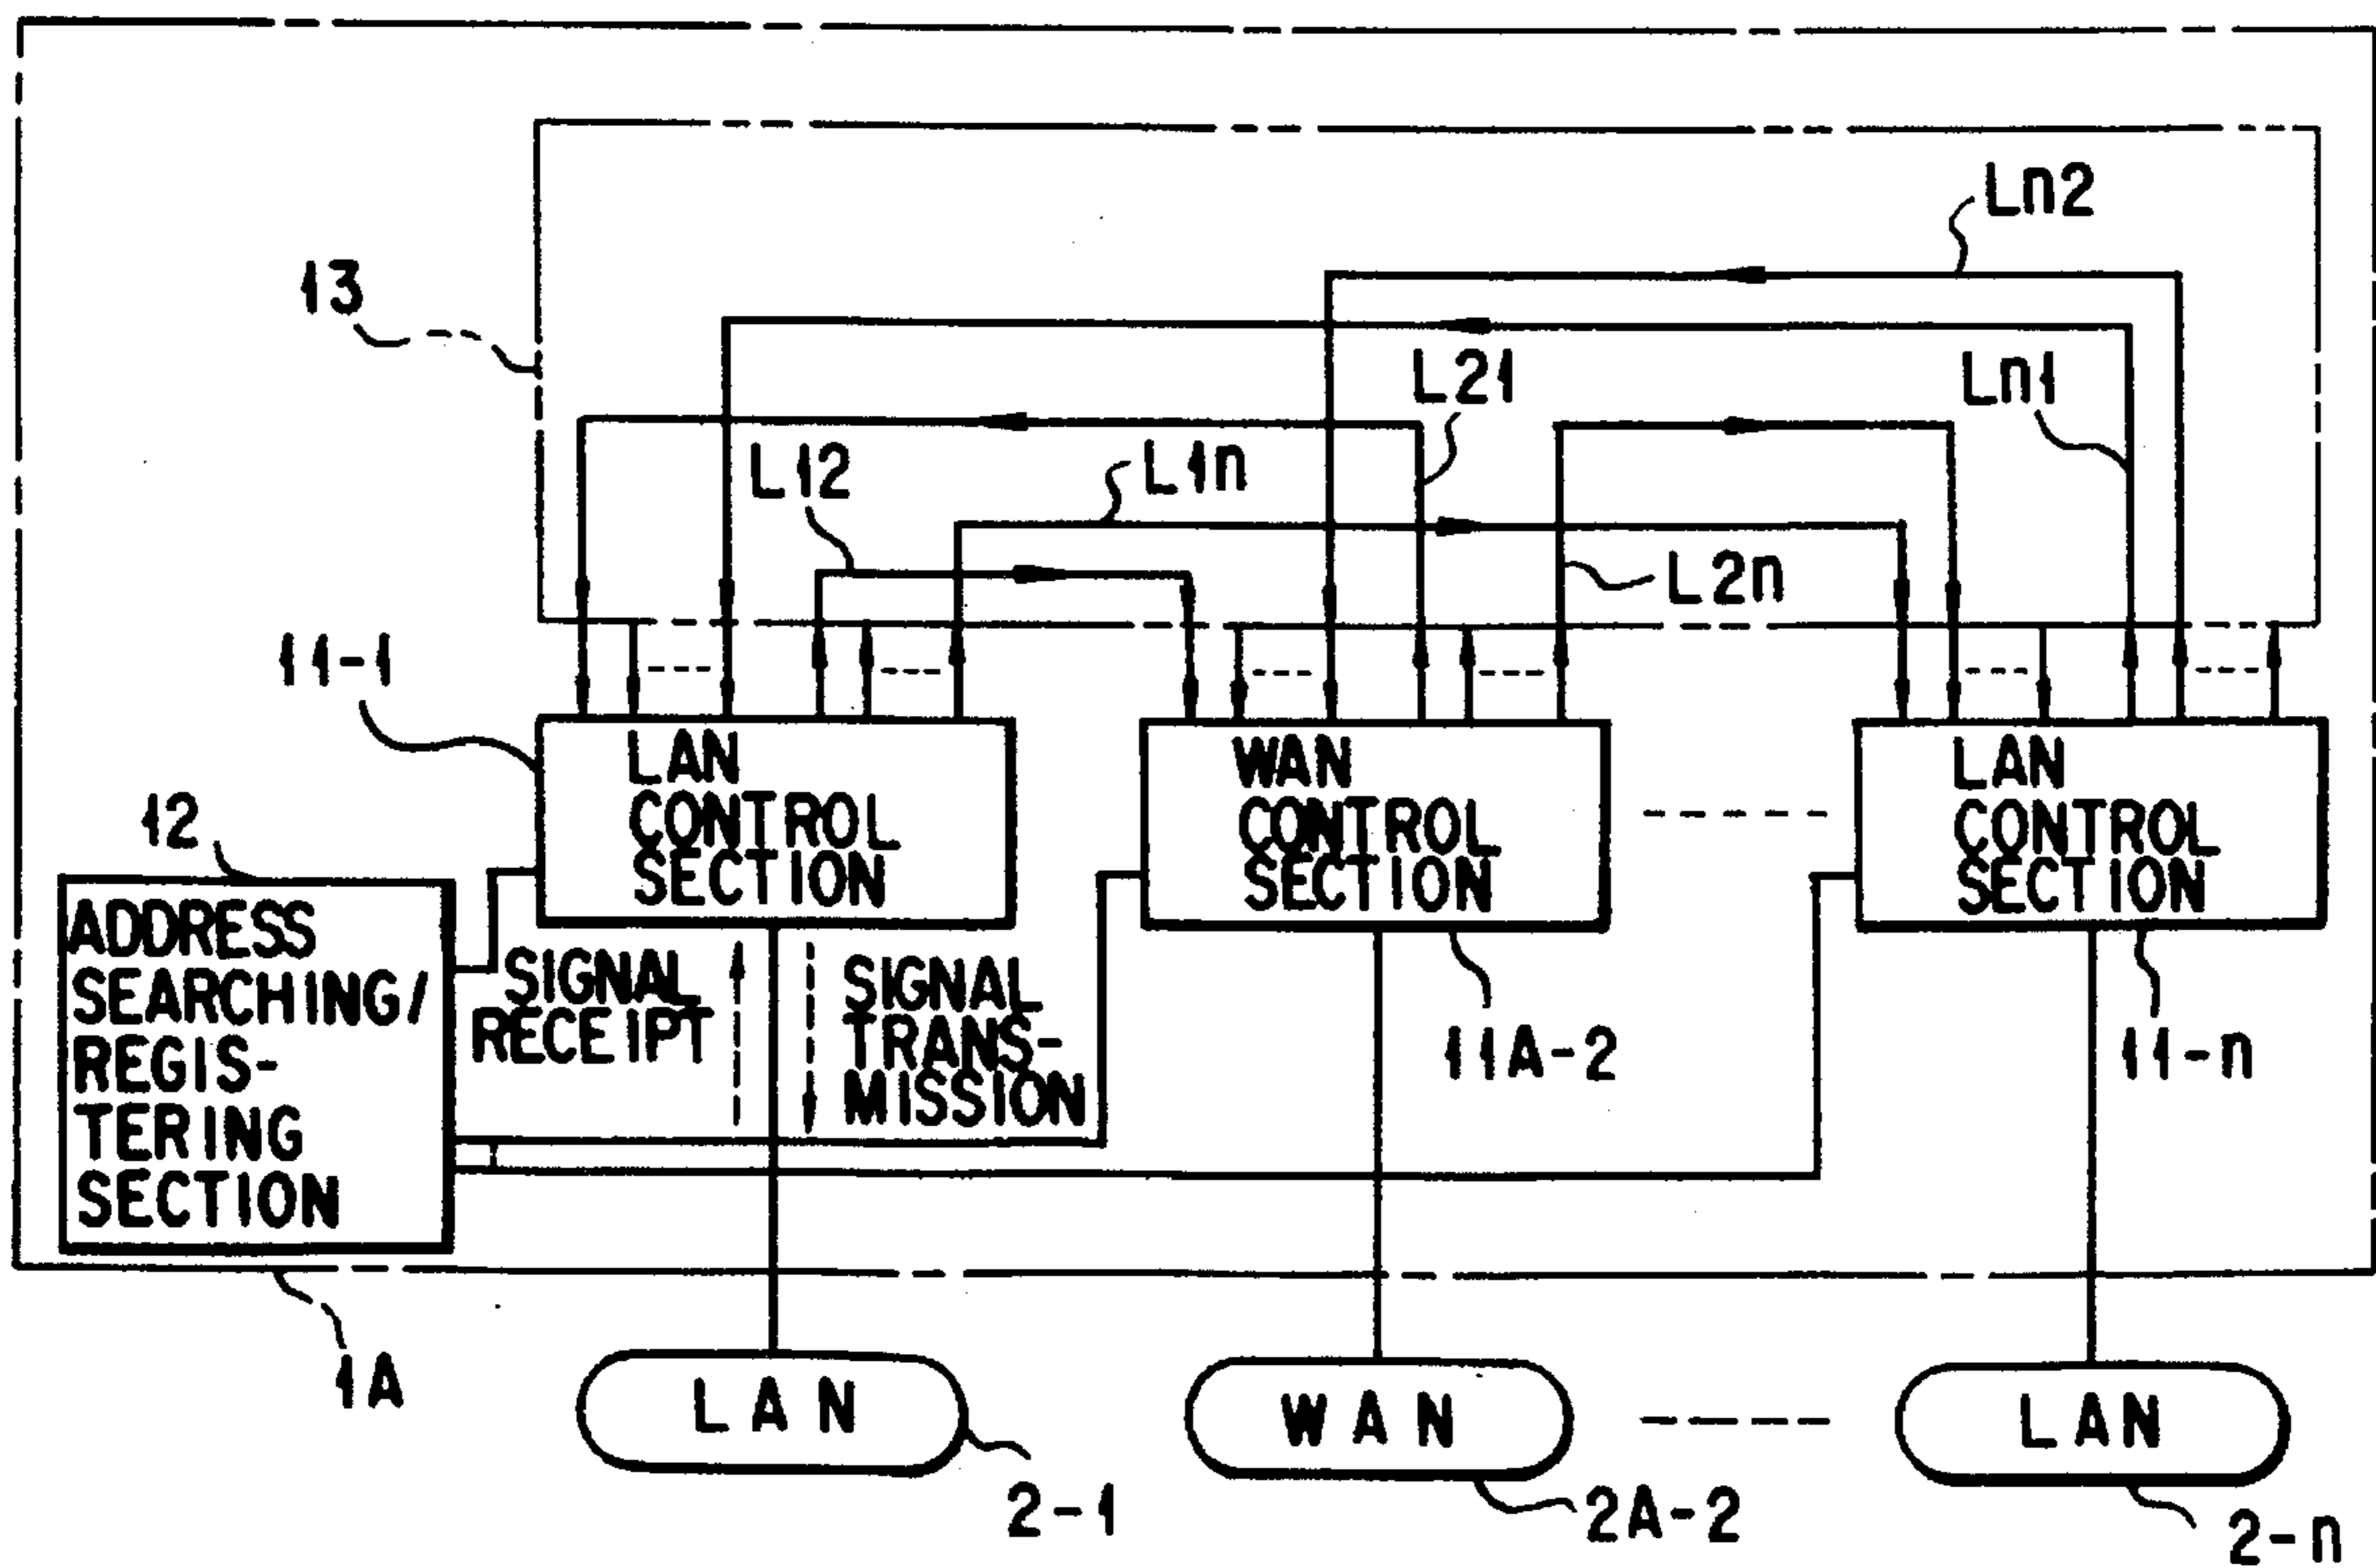 Ln2
13
L21
Ln1
L12
L1n
L2n
11-1
LAN
CONTROL
SECTION
WAN
CONTROL
SECTION
LAN
CONTROL
SECTION
12
ADDRESS
SEARCHING/
REGIS-
TERING
SECTION
SIGNAL
RECEIPT
SIGNAL
TRANS-
MISSION
11A-2
11-n
1A
LAN
WAN
LAN
2-1
2A-2
2-n